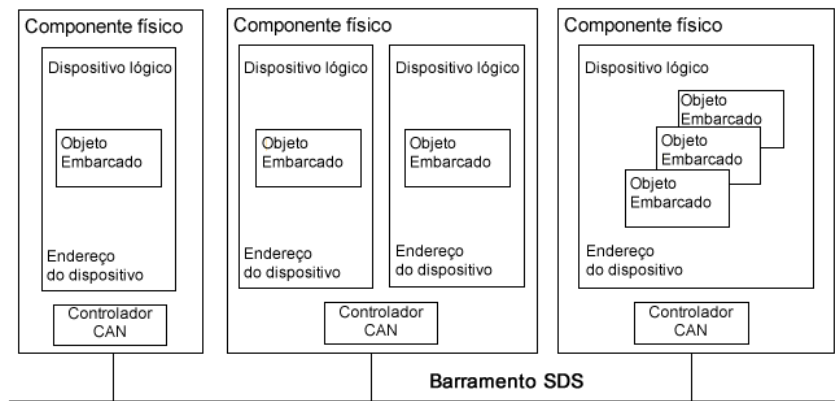 Componente físico
Dispositivo lógico
Objeto
Embarcado
Endereço
do dispositivo
Controlador
CAN
Componente físico
Dispositivo lógico
Objeto
Embarcado
Endereço
do dispositivo
Dispositivo lógico
Objeto
Embarcado
Endereço
do dispositivo
Controlador
CAN
Componente físico
Dispositivo lógico
Objeto
Embarcado
Objeto
Embarcado
Objeto
Embarcado
Endereço
do dispositivo
Controlador
CAN
Barramento SDS